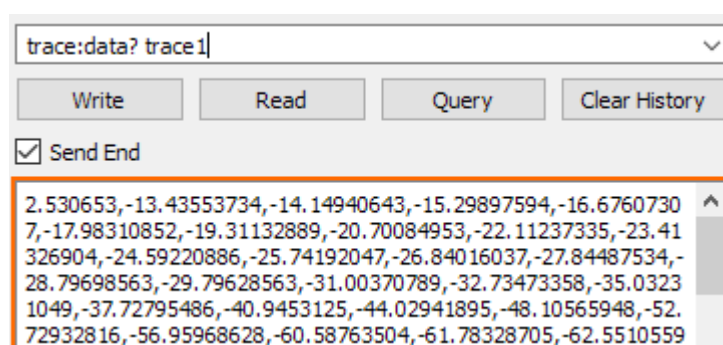 trace:data? trace1
Write Read Query Clear History
Send End
2.530653,-13.43553734,-14.14940643,-15.29897594,-16.6760730
7,-17.98310852,-19.31132889,-20.70084953,-22.11237335,-23.41
326904,-24.59220886,-25.74192047,-26.84016037,-27.84487534,-
28.79698563,-29.79628563,-31.00370789,-32.73473358,-35.0323
1049,-37.72795486,-40.9453125,-44.02941895,-48.10565948,-52.
72932816,-56.95968628,-60.58763504,-61.78328705,-62.5510559